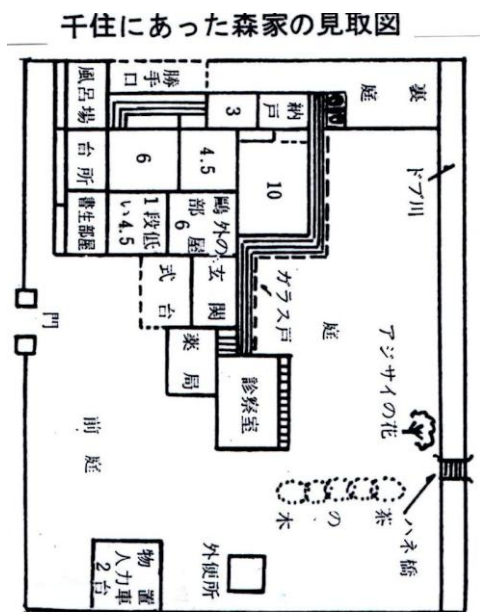 千住にあった森家の見取図
裏庭
勝手口
風呂場
納戸
3
台所
6
4.5
10
ドブ川
書生部屋
1段低い4.5
鷗外の部屋6
玄関
式台
ガラス戸
庭
アジサイの花
門
薬局
診察室
前庭
茶の木
ハネ橋
外便所
物置
人力車
2台